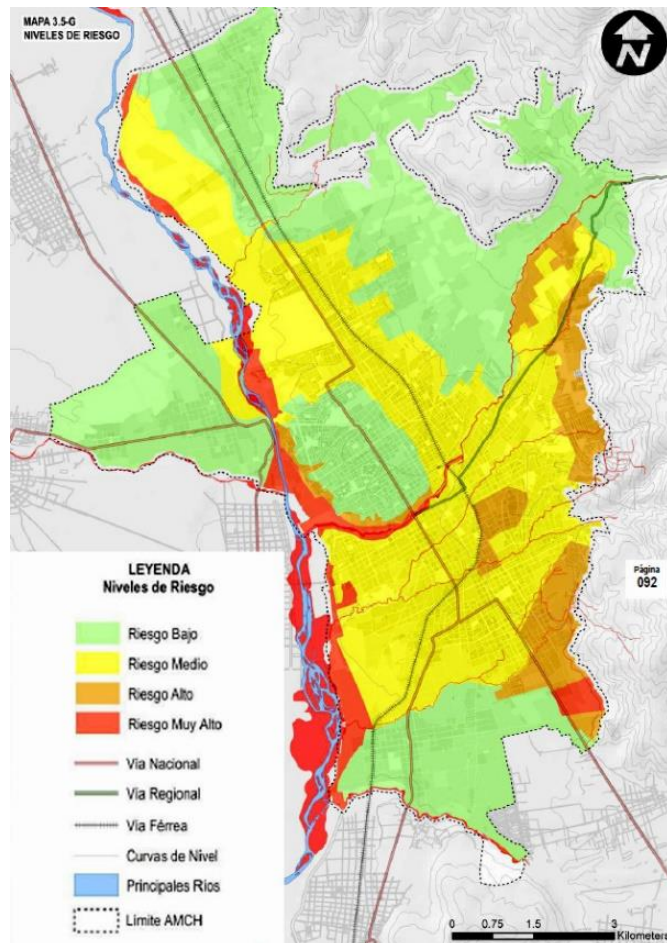 MAPA 3.5-G
NIVELES DE RIESGO
N
Página
092
LEYENDA
Niveles de Riesgo
Riesgo Bajo
Riesgo Medio
Riesgo Alto
Riesgo Muy Alto
Vía Nacional
Vía Regional
Vía Férrea
Curvas de Nivel
Principales Ríos
Límite AMCH
0 0.75 1.5 3
Kilometers